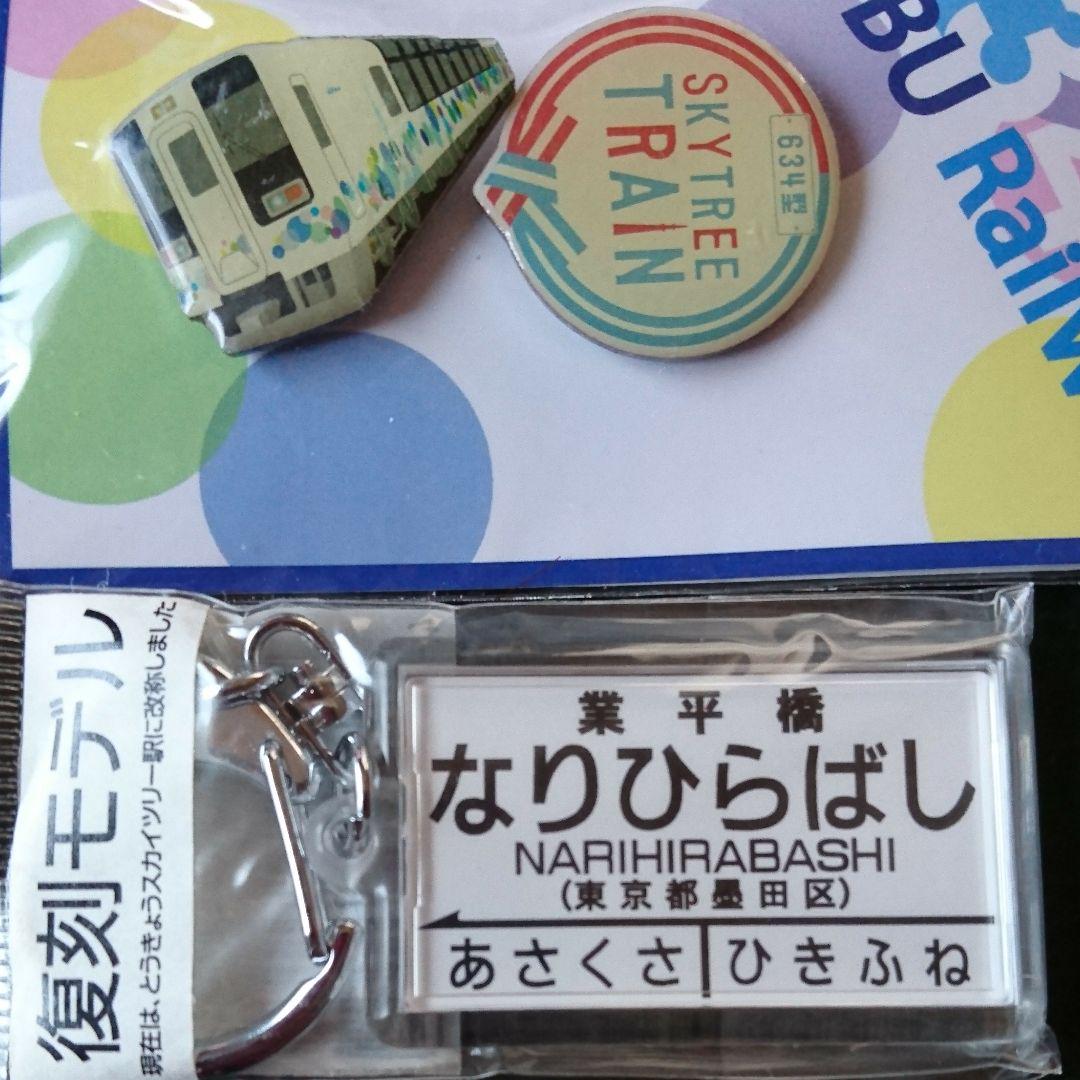 SKYTREE
TRAIN
634型
BU Railw
復刻モデル
現在は、とうきょうスカイツリー駅に改称しました
業平橋
なりひらばし
NARIHIRABASHI
(東京都墨田区)
あさくさ ひきふね